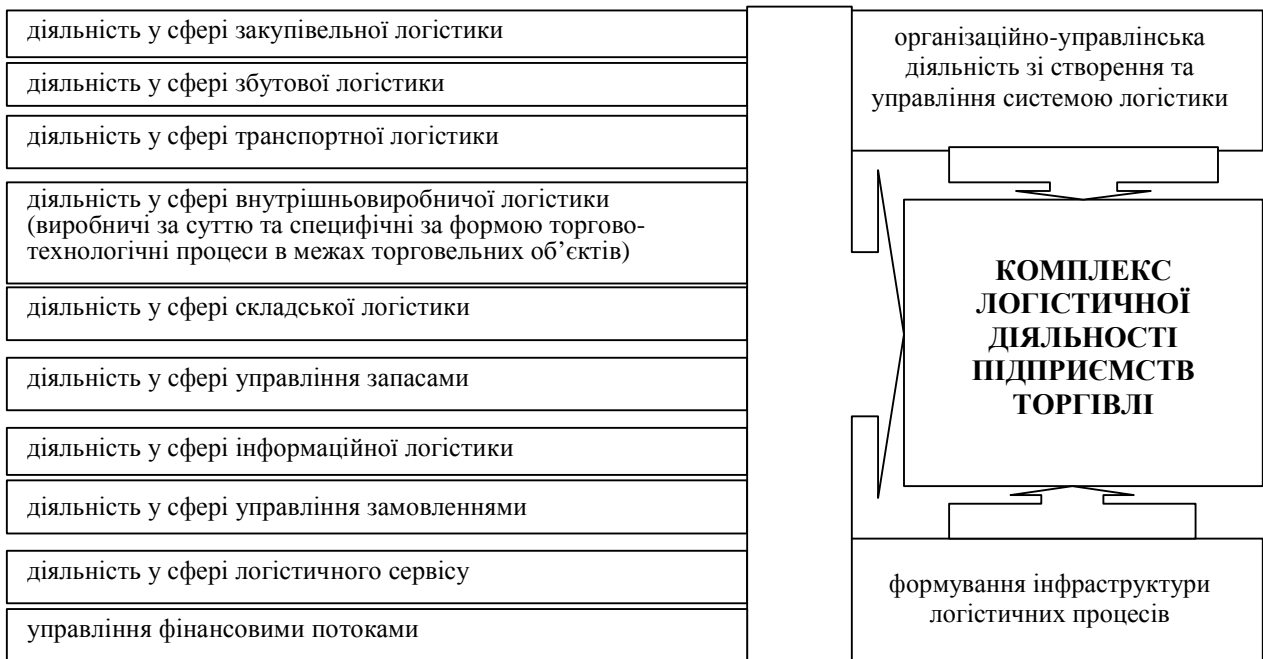 діяльність у сфері закупівельної логістики
діяльність у сфері збутової логістики
діяльність у сфері транспортної логістики
діяльність у сфері внутрішньовиробничої логістики
(виробничі за суттю та специфічні за формою торгово-
технологічні процеси в межах торговельних об’єктів)
діяльність у сфері складської логістики
діяльність у сфері управління запасами
діяльність у сфері інформаційної логістики
діяльність у сфері управління замовленнями
діяльність у сфері логістичного сервісу
управління фінансовими потоками
організаційно-управлінська
діяльність зі створення та
управління системою логістики
КОМПЛЕКС
ЛОГІСТИЧНОЇ
ДІЯЛЬНОСТІ
ПІДПРИЄМСТВ
ТОРГІВЛІ
формування інфраструктури
логістичних процесів